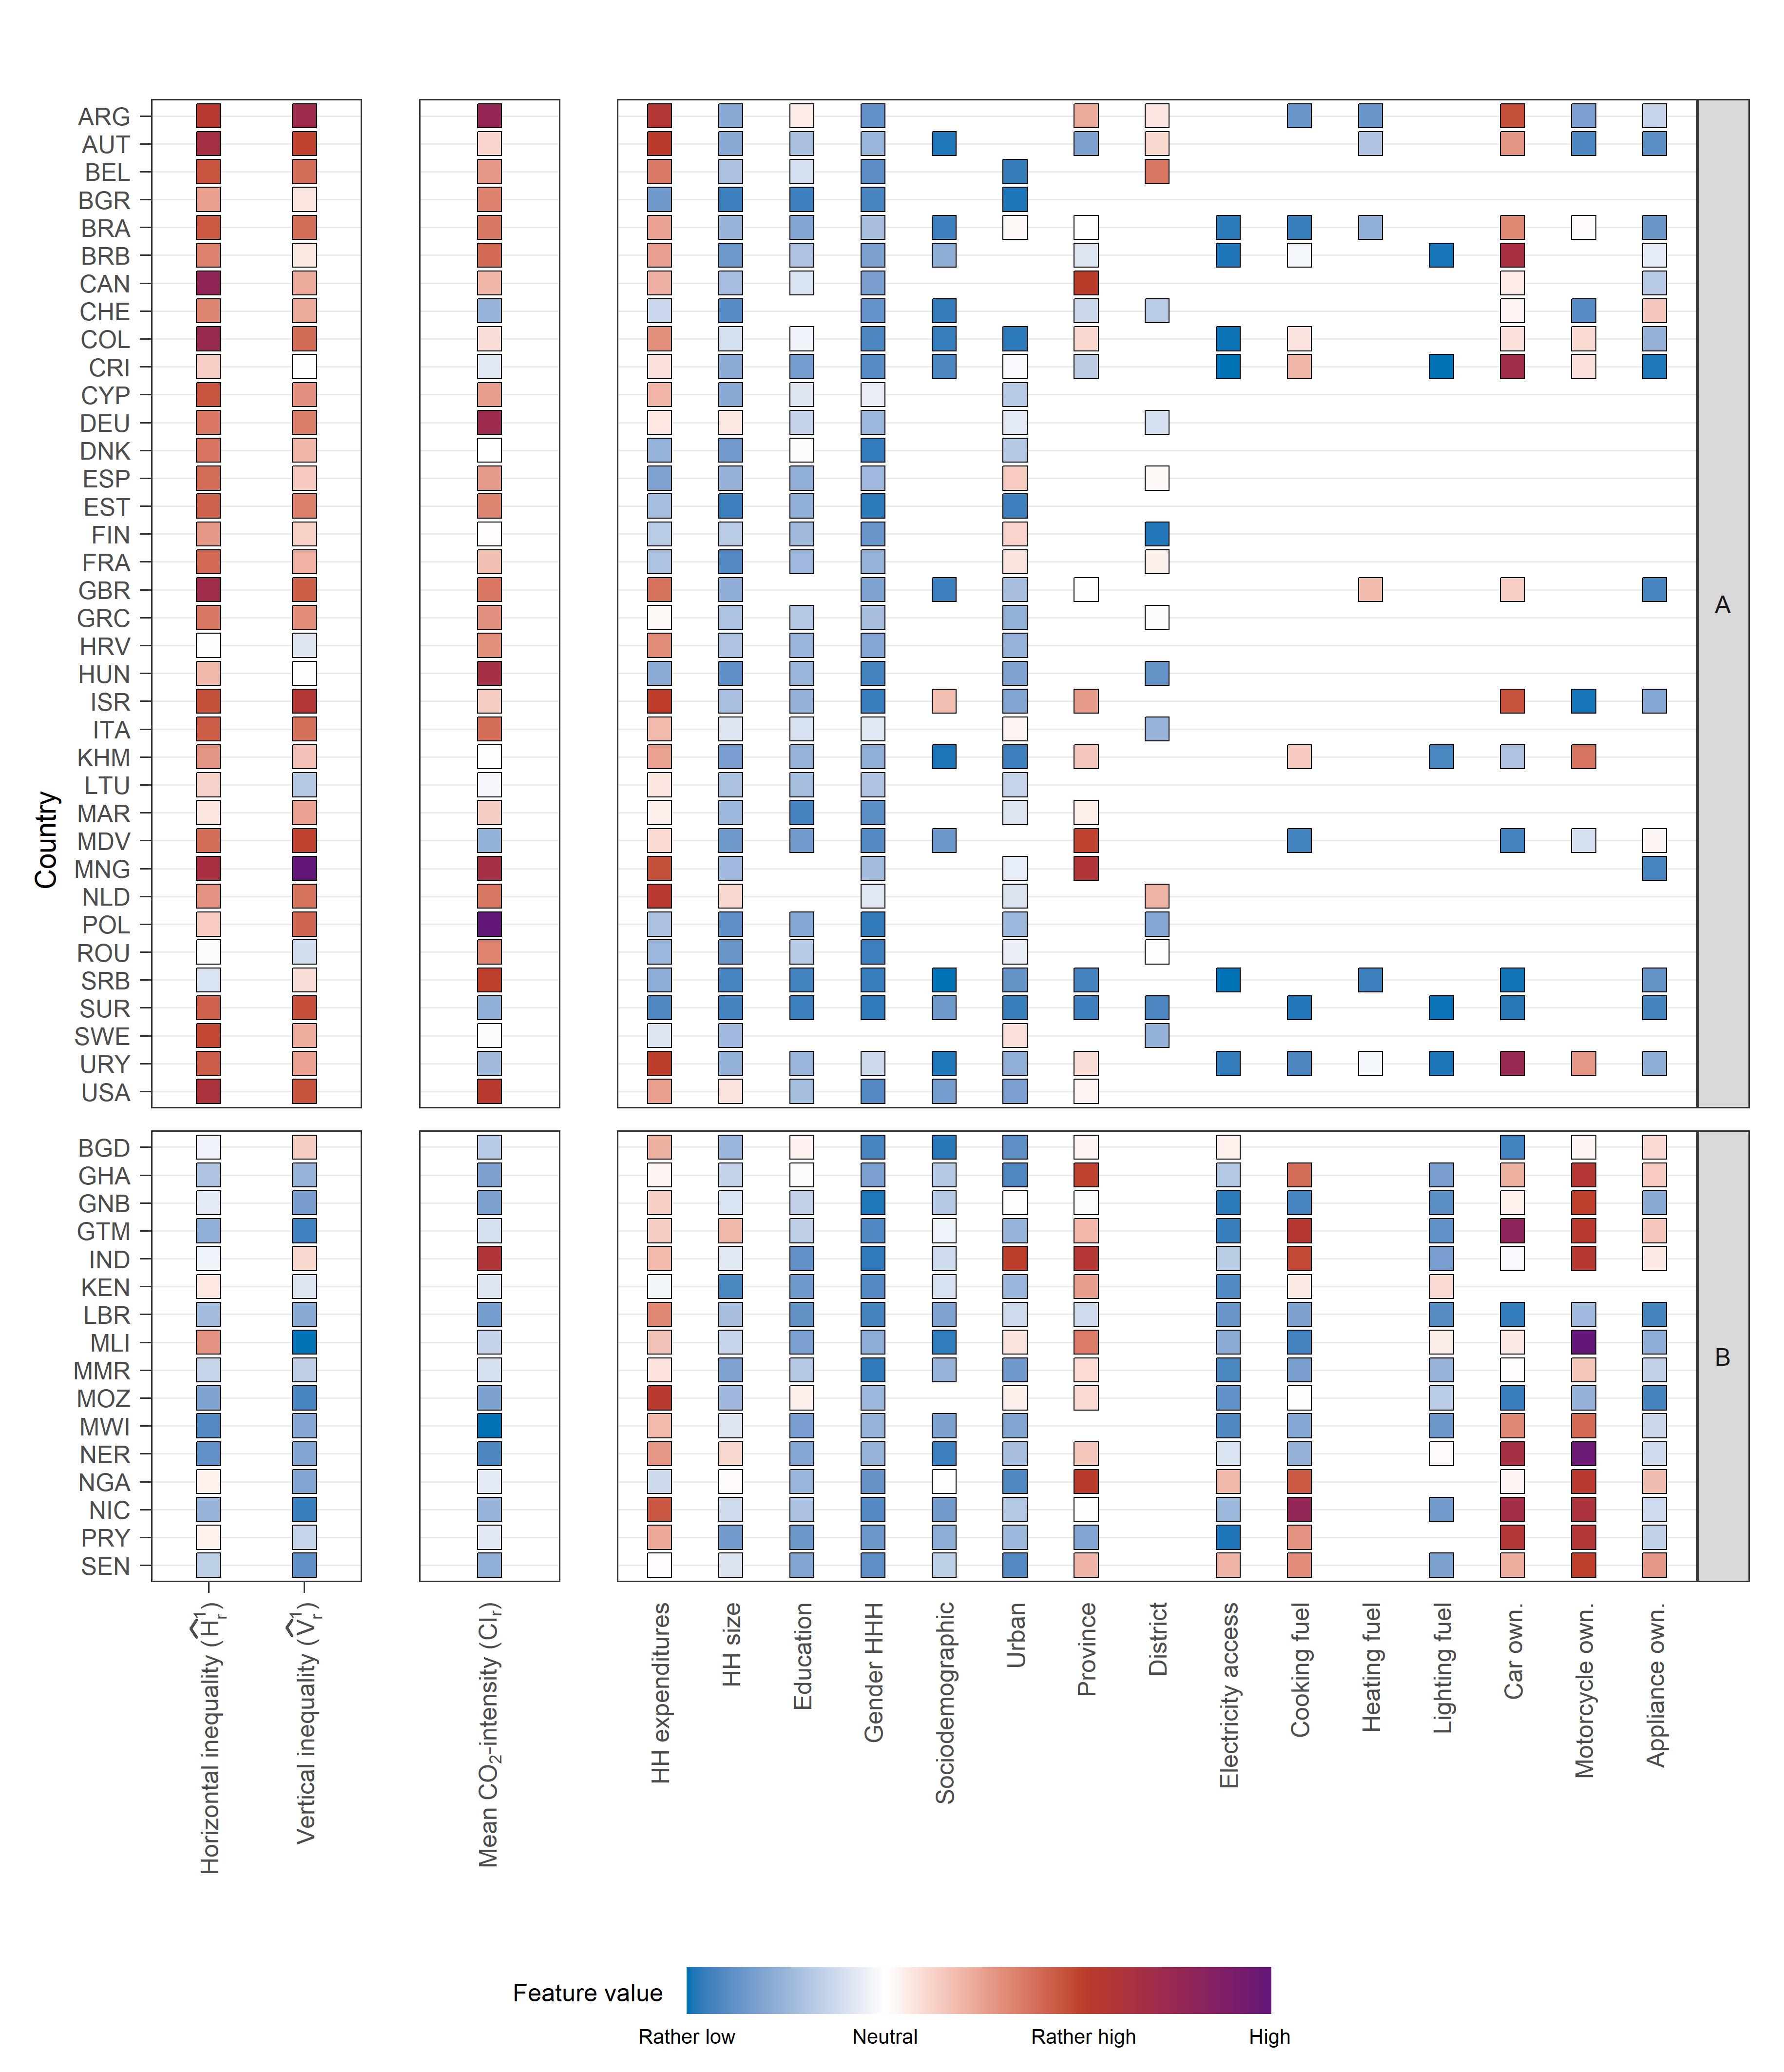 Country
ARG
AUT
BEL
BGR
BRA
BRB
CAN
CHE
COL
CRI
CYP
DEU
DNK
ESP
EST
FIN
FRA
GBR
GRC
HRV
HUN
ISR
ITA
KHM
LTU
MAR
MDV
MNG
NLD
POL
ROU
SRB
SUR
SWE
URY
USA
A
BGD
GHA
GNB
GTM
IND
KEN
LBR
MLI
MMR
MOZ
MWI
NER
NGA
NIC
PRY
SEN
B
Horizontal inequality (Ĥ¹ᵣ)
Vertical inequality (V̂¹ᵣ)
Mean CO₂-intensity (CIᵣ)
HH expenditures
HH size
Education
Gender HHH
Sociodemographic
Urban
Province
District
Electricity access
Cooking fuel
Heating fuel
Lighting fuel
Car own.
Motorcycle own.
Appliance own.
Feature value
Rather low Neutral Rather high High